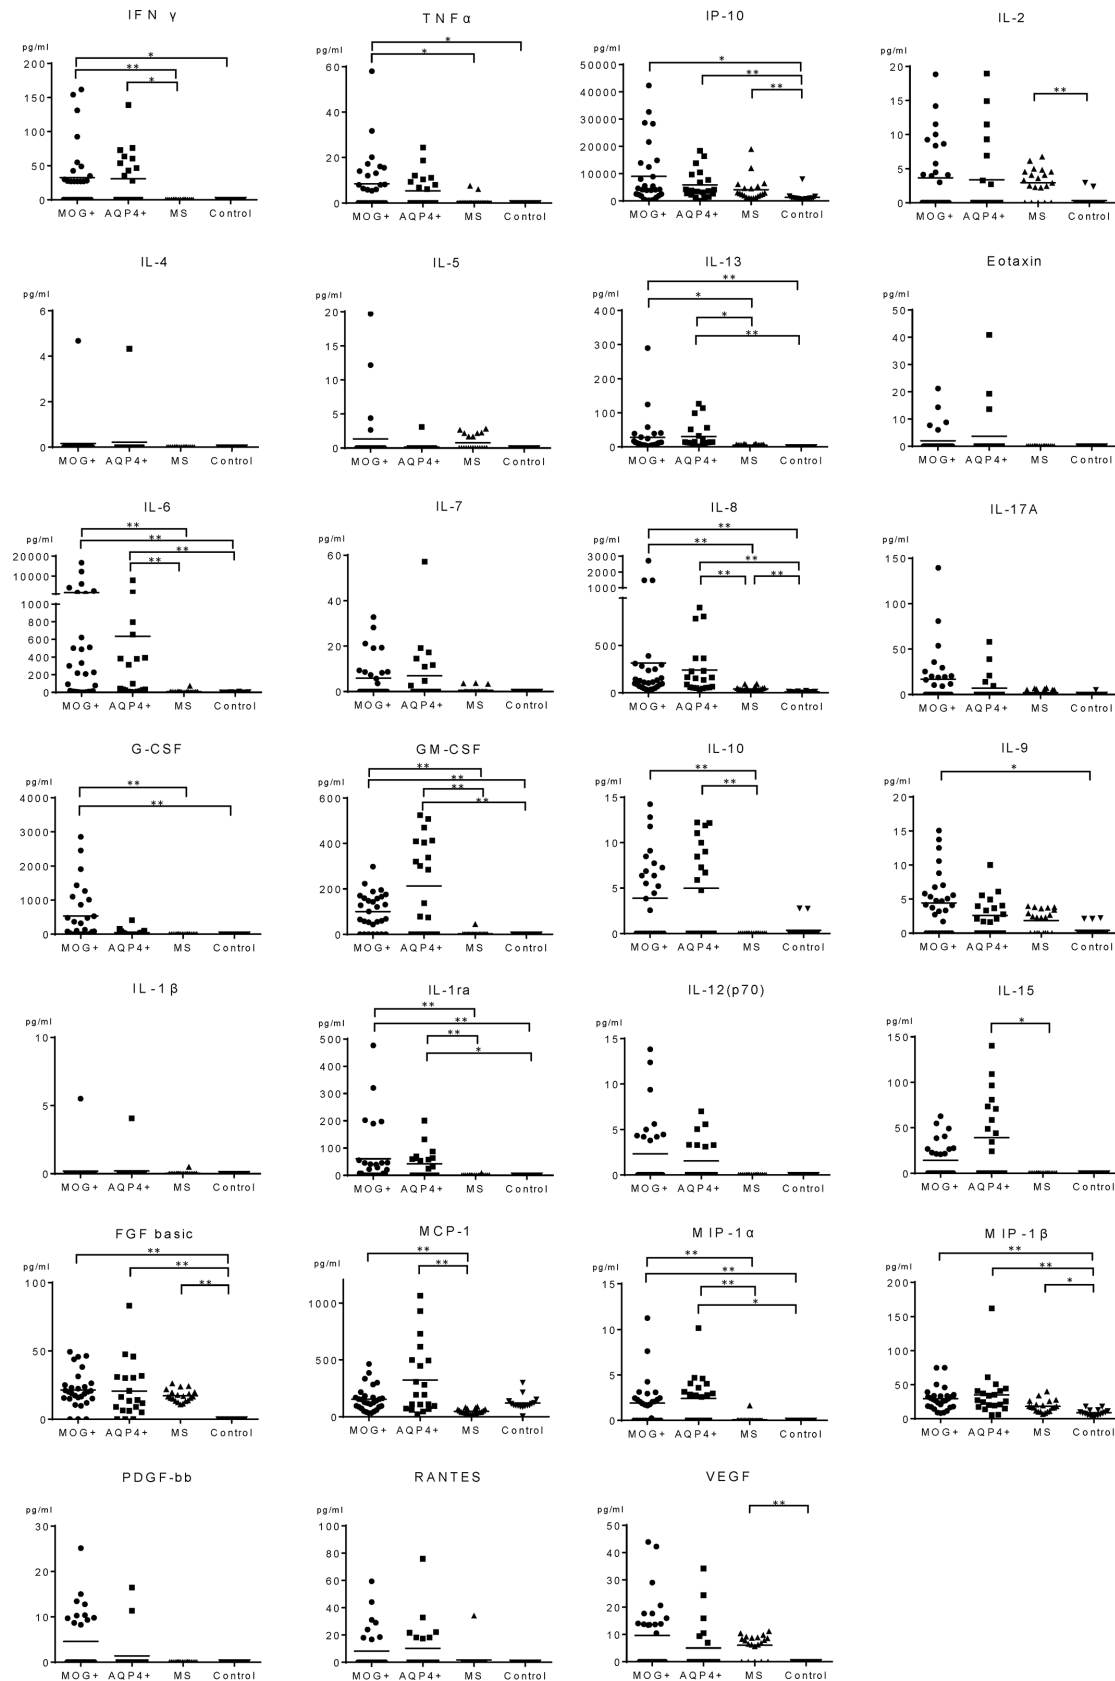 IFN γ
TNFα
IP-10
IL-2
pg/ml pg/ml pg/ml pg/ml
* ** *
* *
* ** **
**
200 150 100 50 0
60 40 20 0
50000 40000 30000 20000 10000 0
20 15 10 5 0
MOG+ AQP4+ MS Control
MOG+ AQP4+ MS Control
MOG+ AQP4+ MS Control
MOG+ AQP4+ MS Control
IL-4
IL-5
IL-13
Eotaxin
pg/ml pg/ml pg/ml pg/ml
** * * **
6 4 2 0
20 15 10 5 0
400 300 200 100 0
50 40 30 20 10 0
MOG+ AQP4+ MS Control
MOG+ AQP4+ MS Control
MOG+ AQP4+ MS Control
MOG+ AQP4+ MS Control
IL-6
IL-7
IL-8
IL-17A
pg/ml pg/ml pg/ml pg/ml
** ** ** **
** ** ** ** **
20000 10000 1000 800 600 400 200 0
60 40 20 0
3000 2000 1000 500 0
150 100 50 0
MOG+ AQP4+ MS Control
MOG+ AQP4+ MS Control
MOG+ AQP4+ MS Control
MOG+ AQP4+ MS Control
G-CSF
GM-CSF
IL-10
IL-9
pg/ml pg/ml pg/ml pg/ml
** **
** ** ** **
** **
*
4000 3000 2000 1000 0
600 400 200 0
15 10 5 0
20 15 10 5 0
MOG+ AQP4+ MS Control
MOG+ AQP4+ MS Control
MOG+ AQP4+ MS Control
MOG+ AQP4+ MS Control
IL-1β
IL-1ra
IL-12(p70)
IL-15
pg/ml pg/ml pg/ml pg/ml
** ** ** *
*
10 5 0
500 400 300 200 100 0
15 10 5 0
150 100 50 0
MOG+ AQP4+ MS Control
MOG+ AQP4+ MS Control
MOG+ AQP4+ MS Control
MOG+ AQP4+ MS Control
FGF basic
MCP-1
MIP-1α
MIP-1β
pg/ml pg/ml pg/ml pg/ml
** ** **
** **
** ** ** *
** ** *
100 50 0
1000 500 0
15 10 5 0
200 150 100 50 0
MOG+ AQP4+ MS Control
MOG+ AQP4+ MS Control
MOG+ AQP4+ MS Control
MOG+ AQP4+ MS Control
PDGF-bb
RANTES
VEGF
pg/ml pg/ml pg/ml
**
30 20 10 0
100 80 60 40 20 0
50 40 30 20 10 0
MOG+ AQP4+ MS Control
MOG+ AQP4+ MS Control
MOG+ AQP4+ MS Control